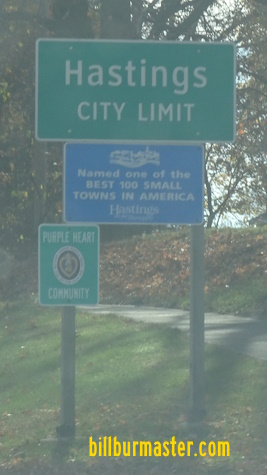 Hastings
CITY LIMIT
Named one of the
BEST 100 SMALL
TOWNS IN AMERICA
Hastings
PURPLE HEART
COMMUNITY
billburmaster.com